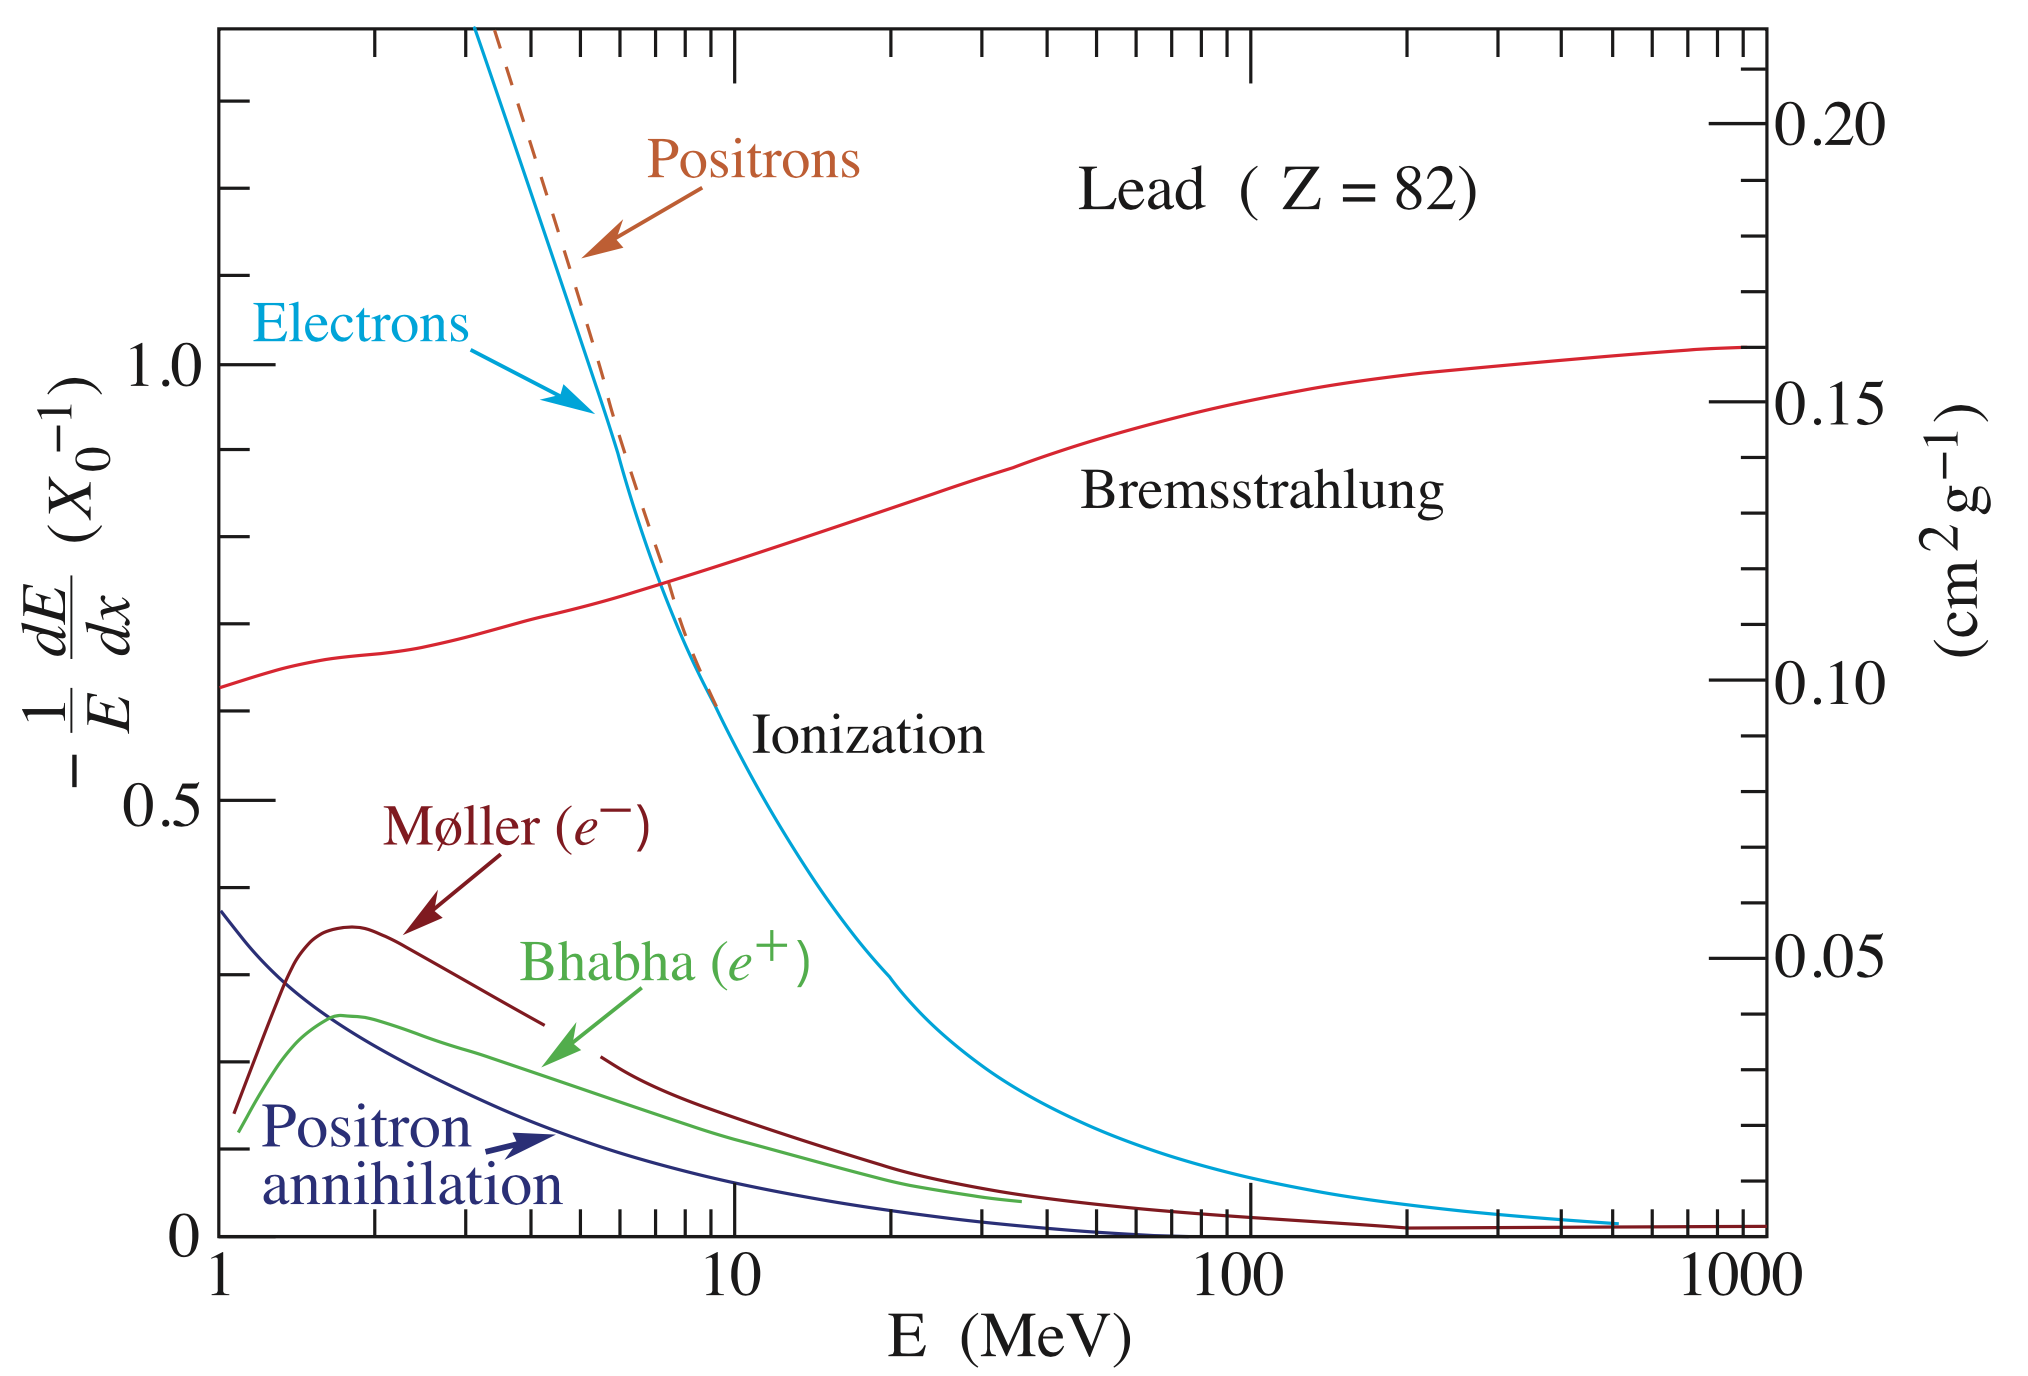 Positrons
Lead ( Z = 82)
0.20
Electrons
1.0
0.15
Bremsstrahlung
− 1/E dE/dx (X₀⁻¹)
(cm² g⁻¹)
0.10
Ionization
0.5
Møller (e⁻)
Bhabha (e⁺)
0.05
Positron
annihilation
0
1 10 100 1000
E (MeV)